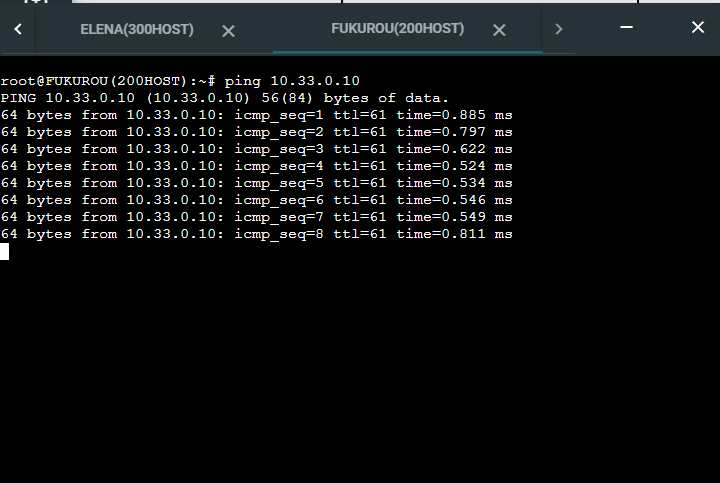 ELENA(300HOST)
FUKUROU(200HOST)
root@FUKUROU(200HOST):~# ping 10.33.0.10
PING 10.33.0.10 (10.33.0.10) 56(84) bytes of data.
64 bytes from 10.33.0.10: icmp_seq=1 ttl=61 time=0.885 ms
64 bytes from 10.33.0.10: icmp_seq=2 ttl=61 time=0.797 ms
64 bytes from 10.33.0.10: icmp_seq=3 ttl=61 time=0.622 ms
64 bytes from 10.33.0.10: icmp_seq=4 ttl=61 time=0.524 ms
64 bytes from 10.33.0.10: icmp_seq=5 ttl=61 time=0.534 ms
64 bytes from 10.33.0.10: icmp_seq=6 ttl=61 time=0.546 ms
64 bytes from 10.33.0.10: icmp_seq=7 ttl=61 time=0.549 ms
64 bytes from 10.33.0.10: icmp_seq=8 ttl=61 time=0.811 ms